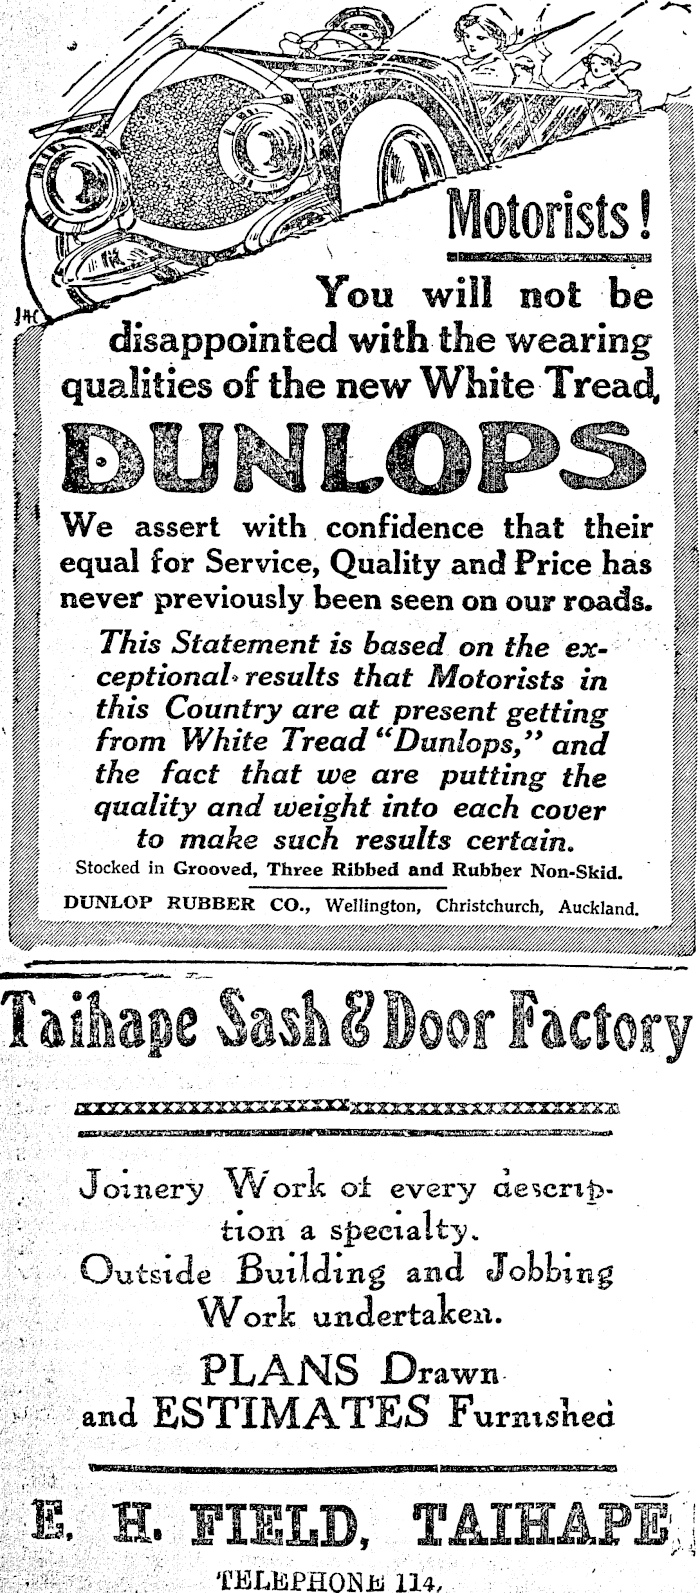 Motorists!
You will not be
disappointed with the wearing
qualities of the new White Tread,
DUNLOPS
We assert with confidence that their
equal for Service, Quality and Price has
never previously been seen on our roads.
This Statement is based on the ex-
ceptional results that Motorists in
this Country are at present getting
from White Tread "Dunlops," and
the fact that we are putting the
quality and weight into each cover
to make such results certain.
Stocked in Grooved, Three Ribbed and Rubber Non-Skid.
DUNLOP RUBBER CO., Wellington, Christchurch, Auckland.
Taihape Sash & Door Factory
Joinery Work of every descrip-
tion a specialty.
Outside Building and Jobbing
Work undertaken.
PLANS Drawn
and ESTIMATES Furnished
E. H. FIELD, TAIHAPE
TELEPHONE 114,